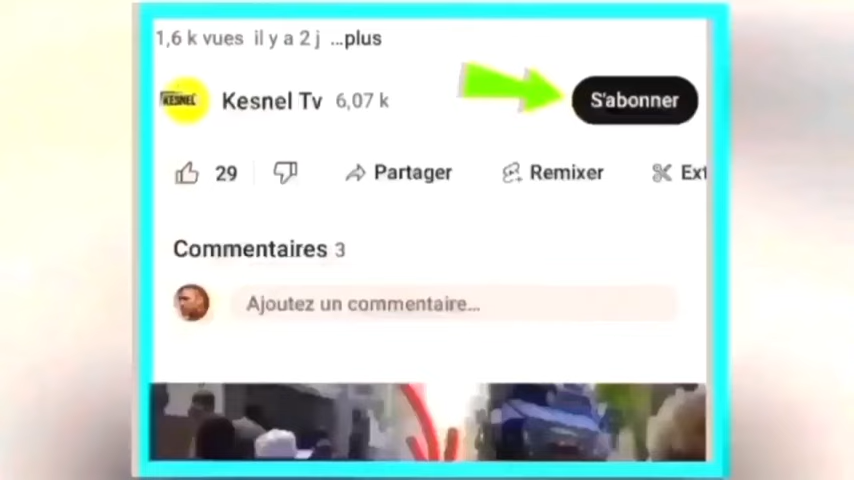 1,6 k vues il y a 2 j ...plus
KESNEL
Kesnel Tv 6,07 k
S'abonner
29 Partager Remixer Ext
Commentaires 3
Ajoutez un commentaire...